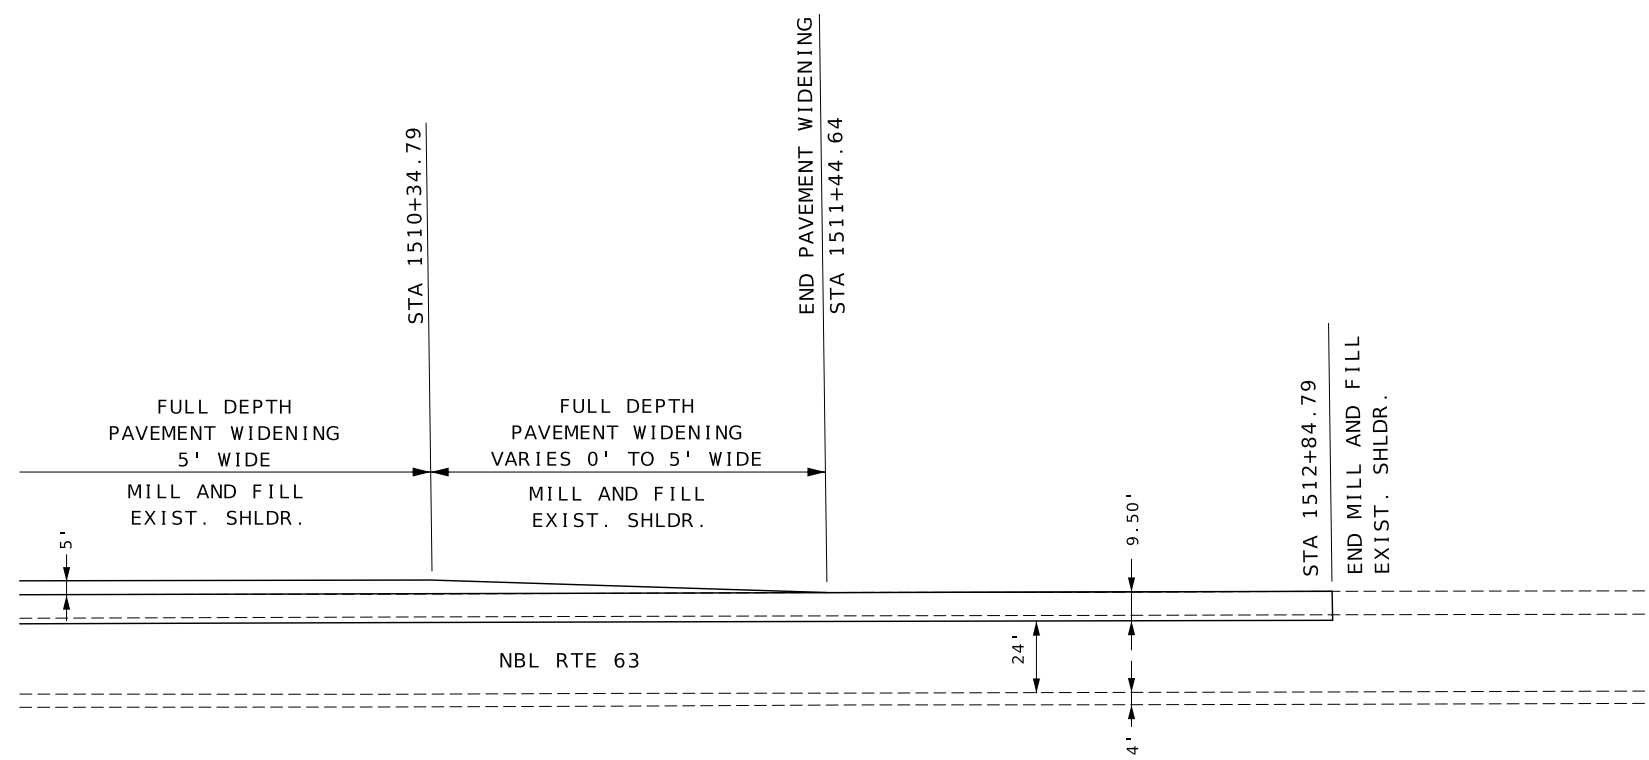 END PAVEMENT WIDENING
STA 1511+44.64
STA 1510+34.79
STA 1512+84.79
END MILL AND FILL
EXIST. SHLDR.
FULL DEPTH
PAVEMENT WIDENING
5' WIDE
MILL AND FILL
EXIST. SHLDR.
FULL DEPTH
PAVEMENT WIDENING
VARIES 0' TO 5' WIDE
MILL AND FILL
EXIST. SHLDR.
5'
9.50'
24'
NBL RTE 63
4'